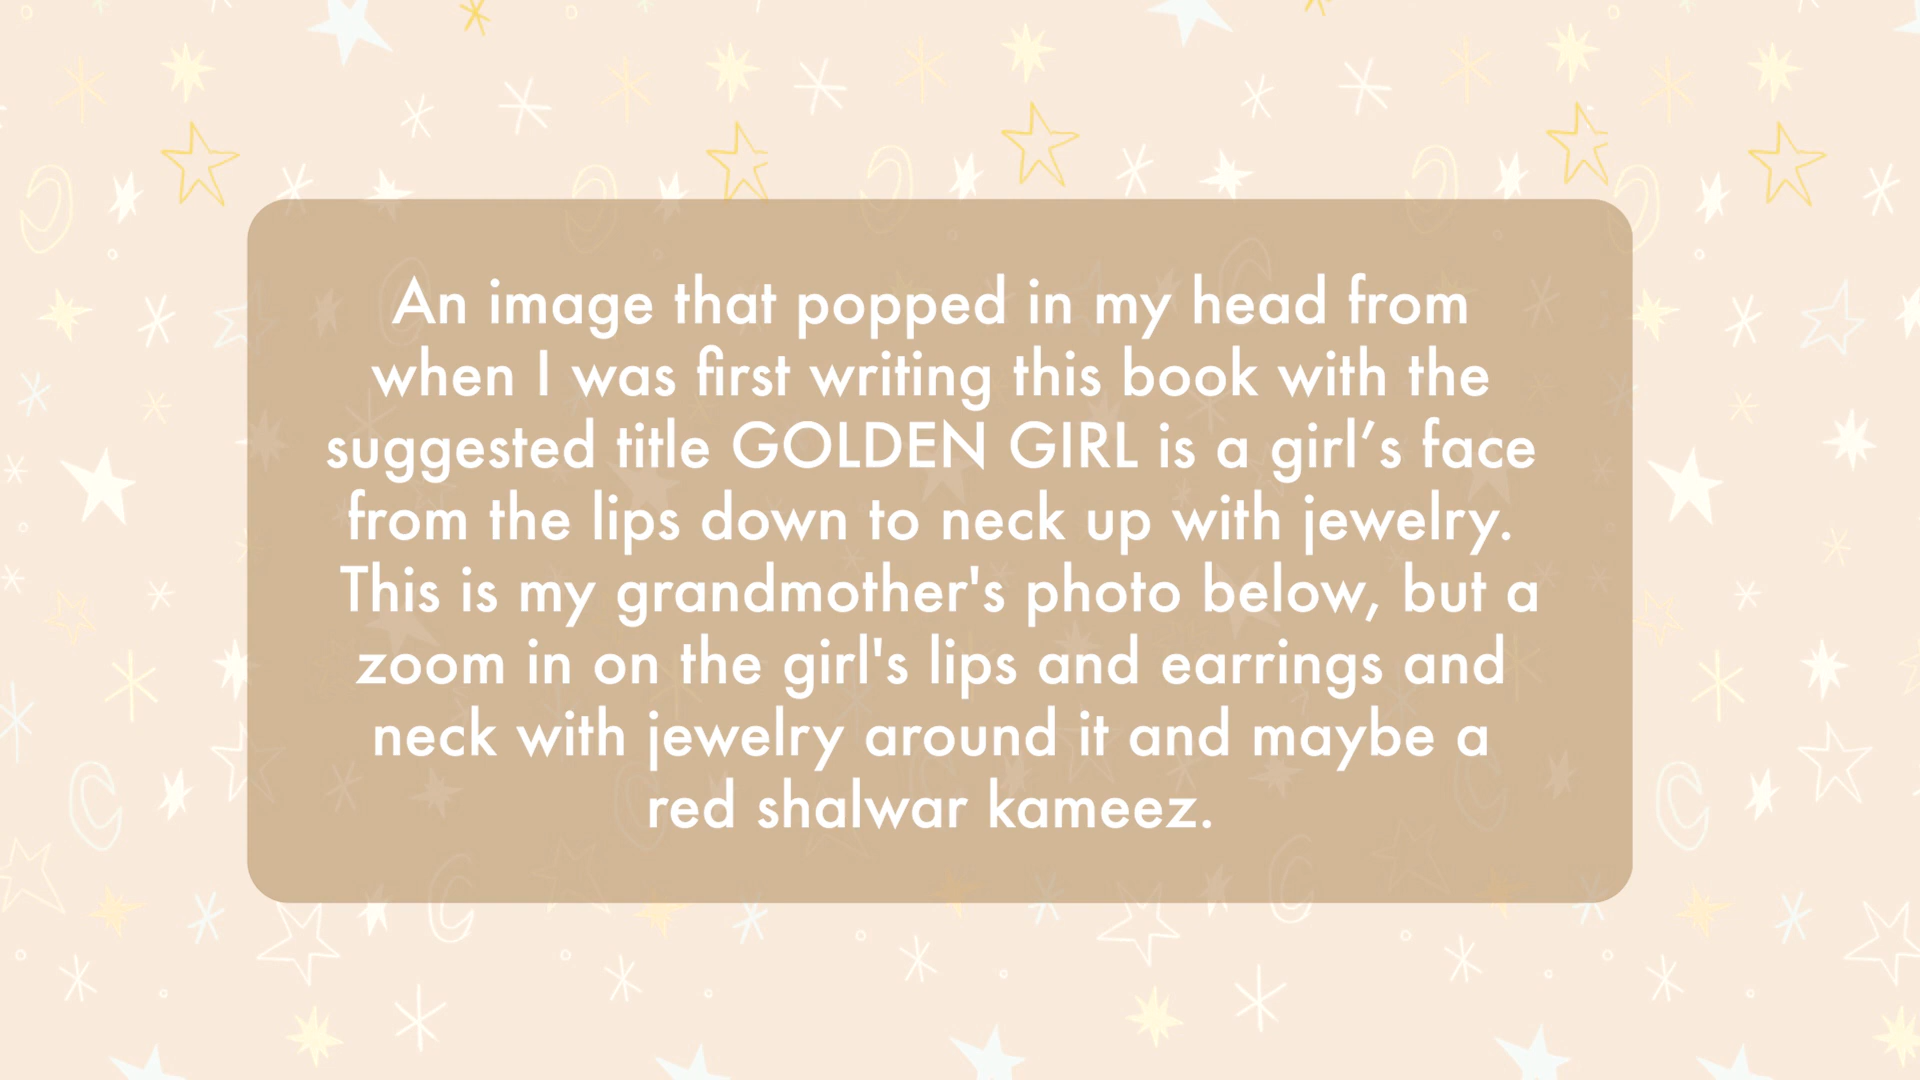 An image that popped in my head from
when I was first writing this book with the
suggested title GOLDEN GIRL is a girl’s face
from the lips down to neck up with jewelry.
This is my grandmother's photo below, but a
zoom in on the girl's lips and earrings and
neck with jewelry around it and maybe a
red shalwar kameez.